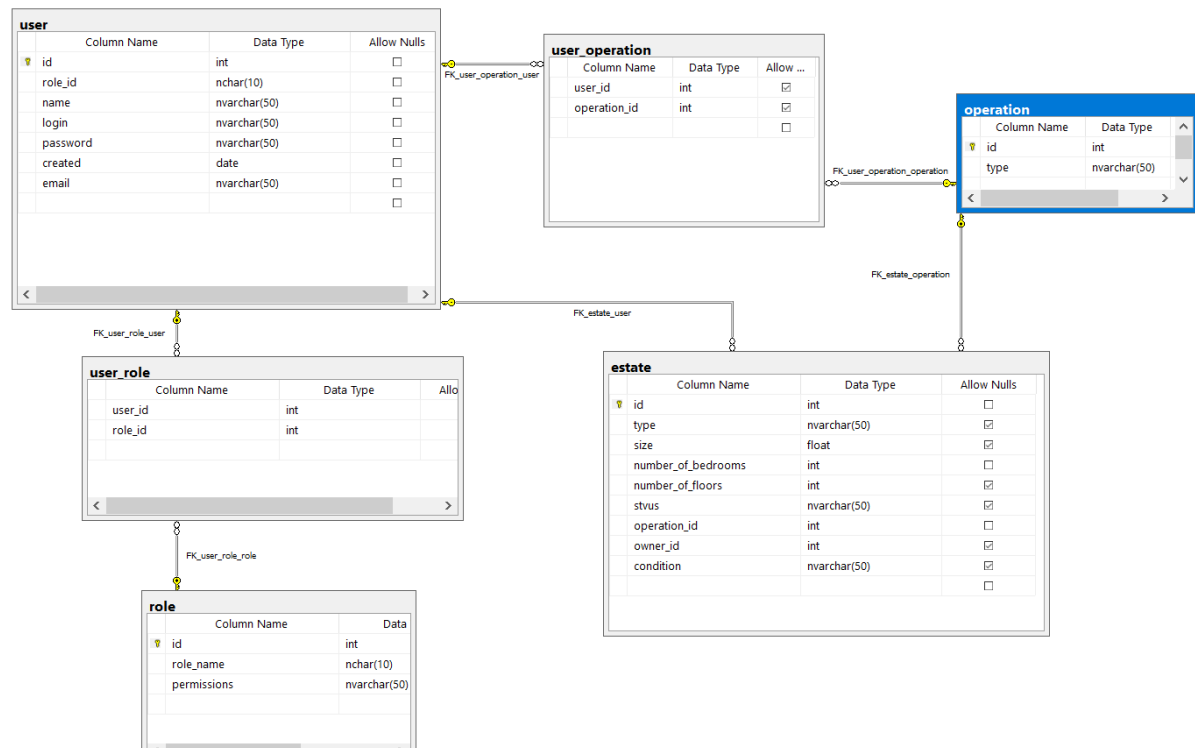 user
Column Name Data Type Allow Nulls
id int
role_id nchar(10)
name nvarchar(50)
login nvarchar(50)
password nvarchar(50)
created date
email nvarchar(50)
FK_user_operation_user
user_operation
Column Name Data Type Allow ...
user_id int
operation_id int
FK_user_operation_operation
operation
Column Name Data Type
id int
type nvarchar(50)
FK_estate_operation
FK_estate_user
FK_user_role_user
user_role
Column Name Data Type Allo
user_id int
role_id int
FK_user_role_role
role
Column Name Data
id int
role_name nchar(10)
permissions nvarchar(50)
estate
Column Name Data Type Allow Nulls
id int
type nvarchar(50)
size float
number_of_bedrooms int
number_of_floors int
stvus nvarchar(50)
operation_id int
owner_id int
condition nvarchar(50)